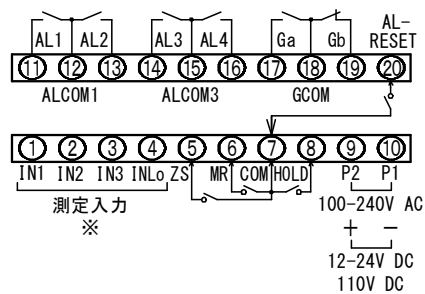 AL1 AL2 AL3 AL4 Ga Gb AL-RESET
11 12 13 14 15 16 17 18 19 20
ALCOM1 ALCOM3 GCOM
1 2 3 4 5 6 7 8 9 10
IN1 IN2 IN3 INLo ZS MR COM HOLD P2 P1
測定入力 100-240V AC
※ + −
12-24V DC
110V DC